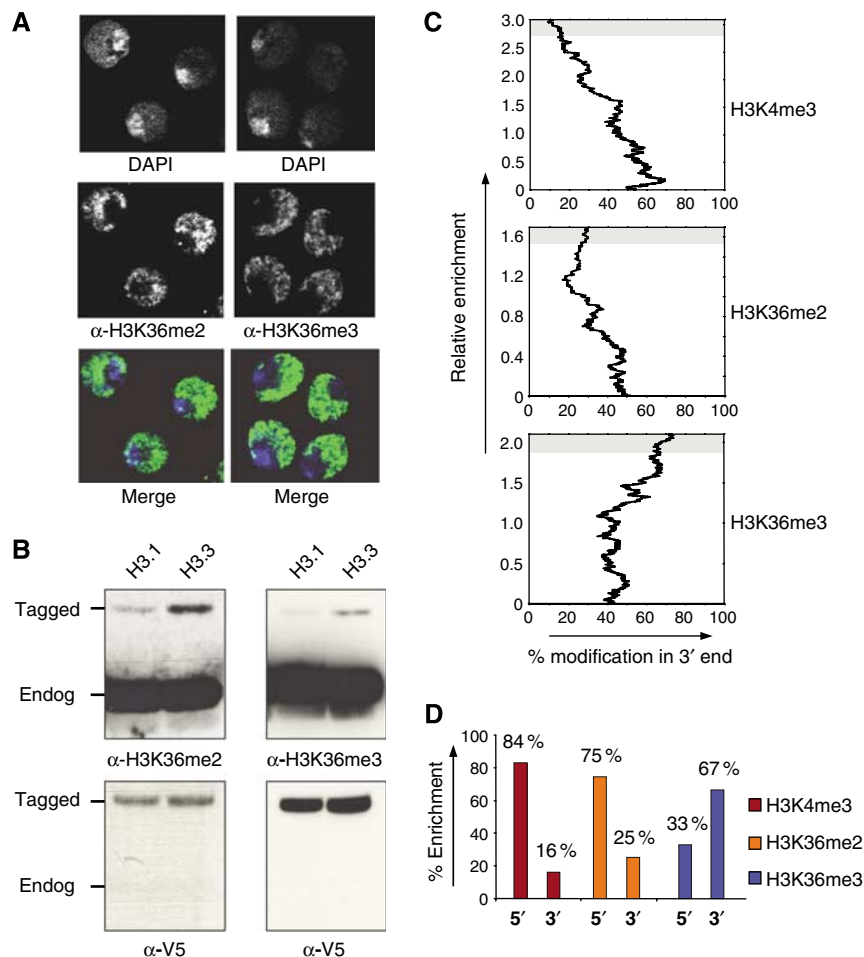 A
DAPI
DAPI
α-H3K36me2
α-H3K36me3
Merge
Merge
B
H3.1
H3.3
H3.1
H3.3
Tagged
Endog
α-H3K36me2
α-H3K36me3
Tagged
Endog
α-V5
α-V5
C
3.0
2.5
2.0
1.5
1.0
0.5
0
0 20 40 60 80 100
H3K4me3
1.6
1.2
0.8
0.4
0
0 20 40 60 80 100
H3K36me2
2.0
1.5
1.0
0.5
0
0 20 40 60 80 100
H3K36me3
Relative enrichment
% modification in 3′ end
D
% Enrichment
100
80
60
40
20
0
84 %
16 %
75 %
25 %
33 %
67 %
5′ 3′ 5′ 3′ 5′ 3′
H3K4me3
H3K36me2
H3K36me3